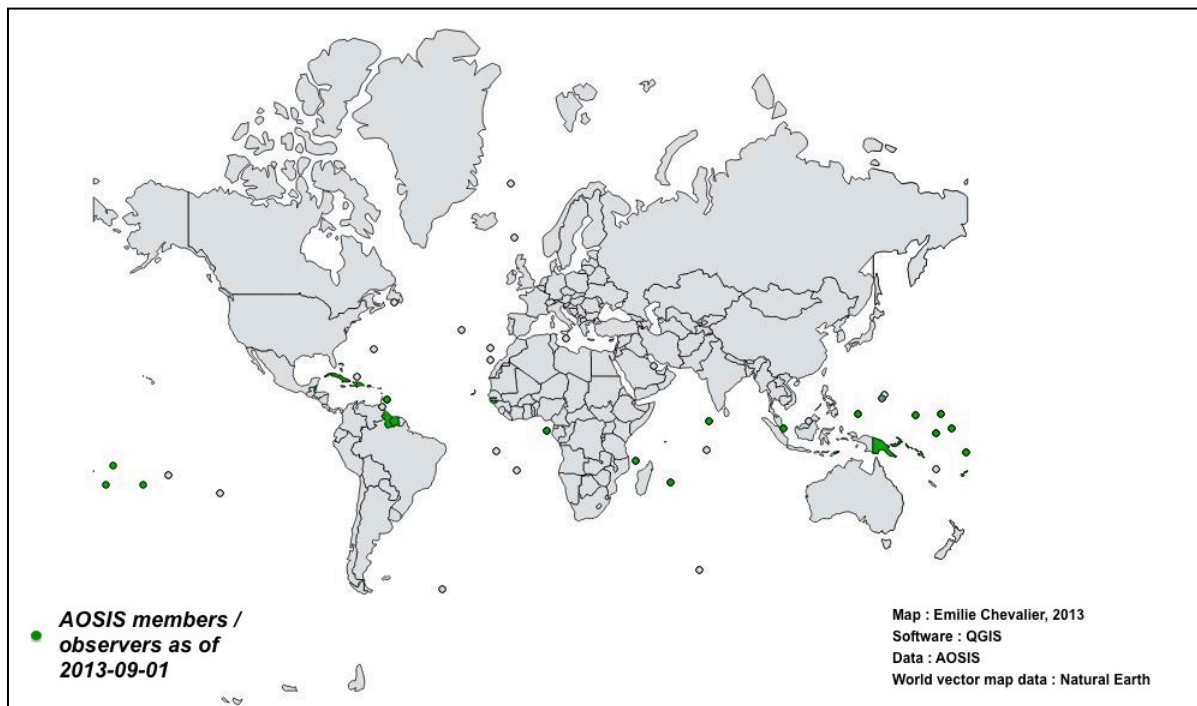 AOSIS members /
observers as of
2013-09-01
Map : Emilie Chevalier, 2013
Software : QGIS
Data : AOSIS
World vector map data : Natural Earth